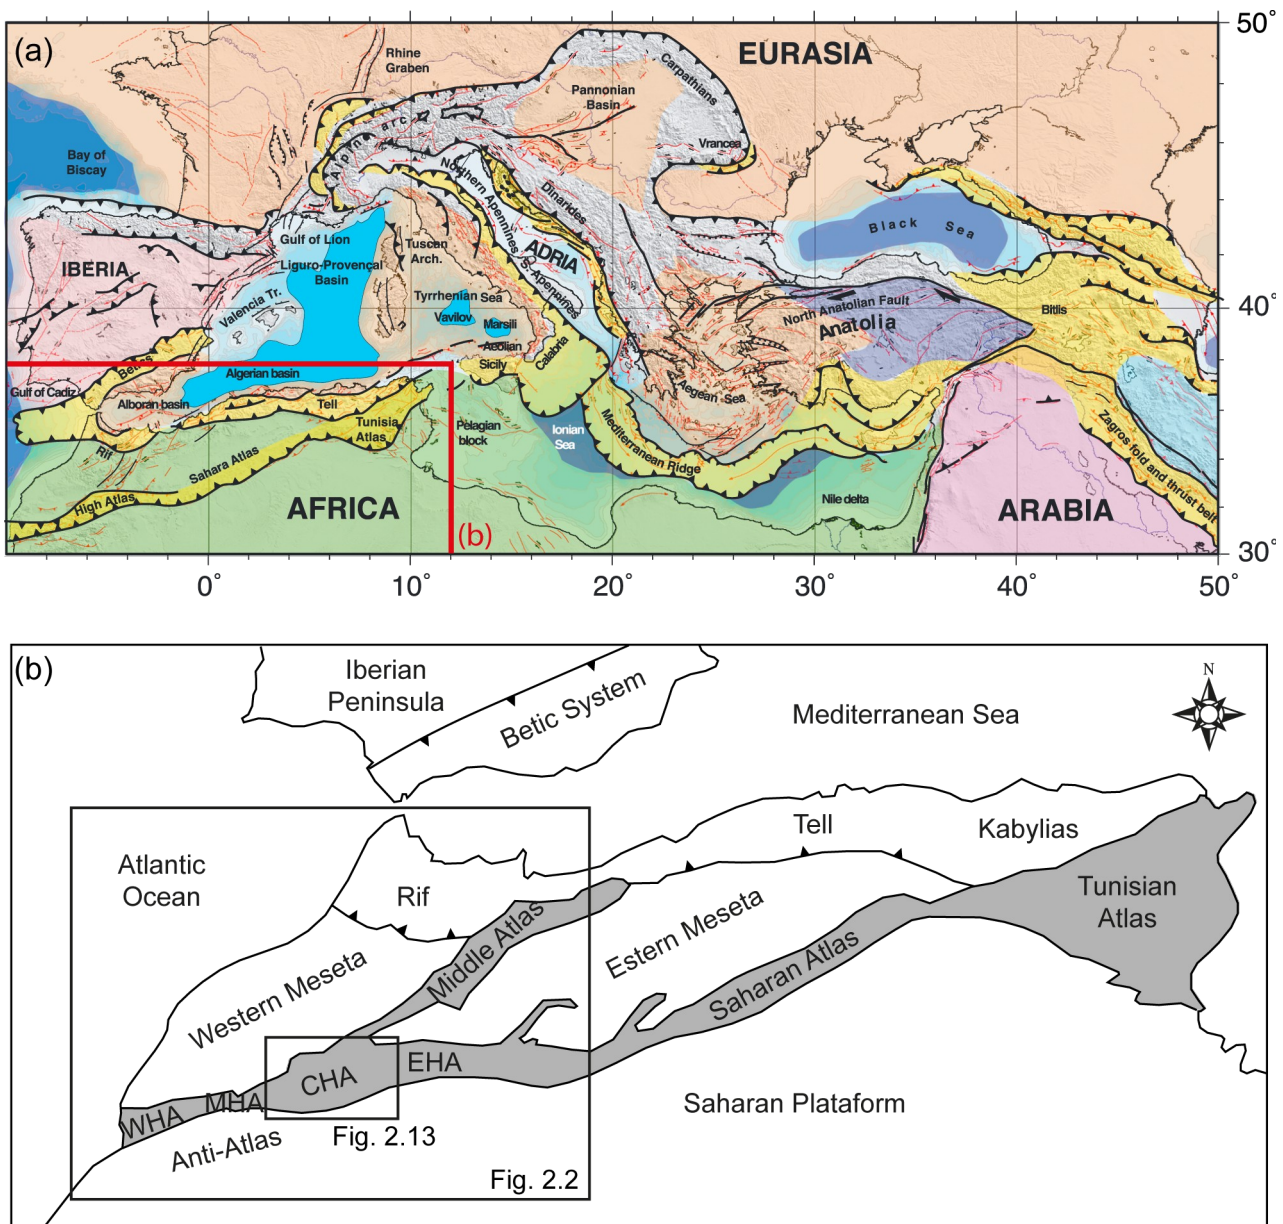 (a)
50°
EURASIA
Rhine
Graben
Carpathians
Pannonian
Basin
Alpine arc
Vrancea
Bay of
Biscay
Northern Apennines
Dinarides
Black Sea
Gulf of Lion
Tuscan
Arch.
ADRIA
IBERIA
Liguro-Provençal
Basin
S. Apennines
Valencia Tr.
Tyrrhenian Sea
Vavilov
Marsili
North Anatolian Fault
Anatolia
Bitlis
40°
Aeolian
Calabria
Betics
Sicily
Algerian basin
Gulf of Cadiz
Alboran basin
Tell
Aegean Sea
Tunisia
Atlas
Pelagian
block
Ionian
Sea
Rif
Sahara Atlas
Mediterranean Ridge
Zagros fold and thrust belt
High Atlas
AFRICA
Nile delta
ARABIA
(b)
30°
0°
10°
20°
30°
40°
50°
(b)
Iberian
Peninsula
Betic System
Mediterranean Sea
N
Atlantic
Ocean
Rif
Tell
Kabylias
Tunisian
Atlas
Middle Atlas
Estern Meseta
Western Meseta
Saharan Atlas
CHA
EHA
WHA
MHA
Saharan Plataform
Anti-Atlas
Fig. 2.13
Fig. 2.2